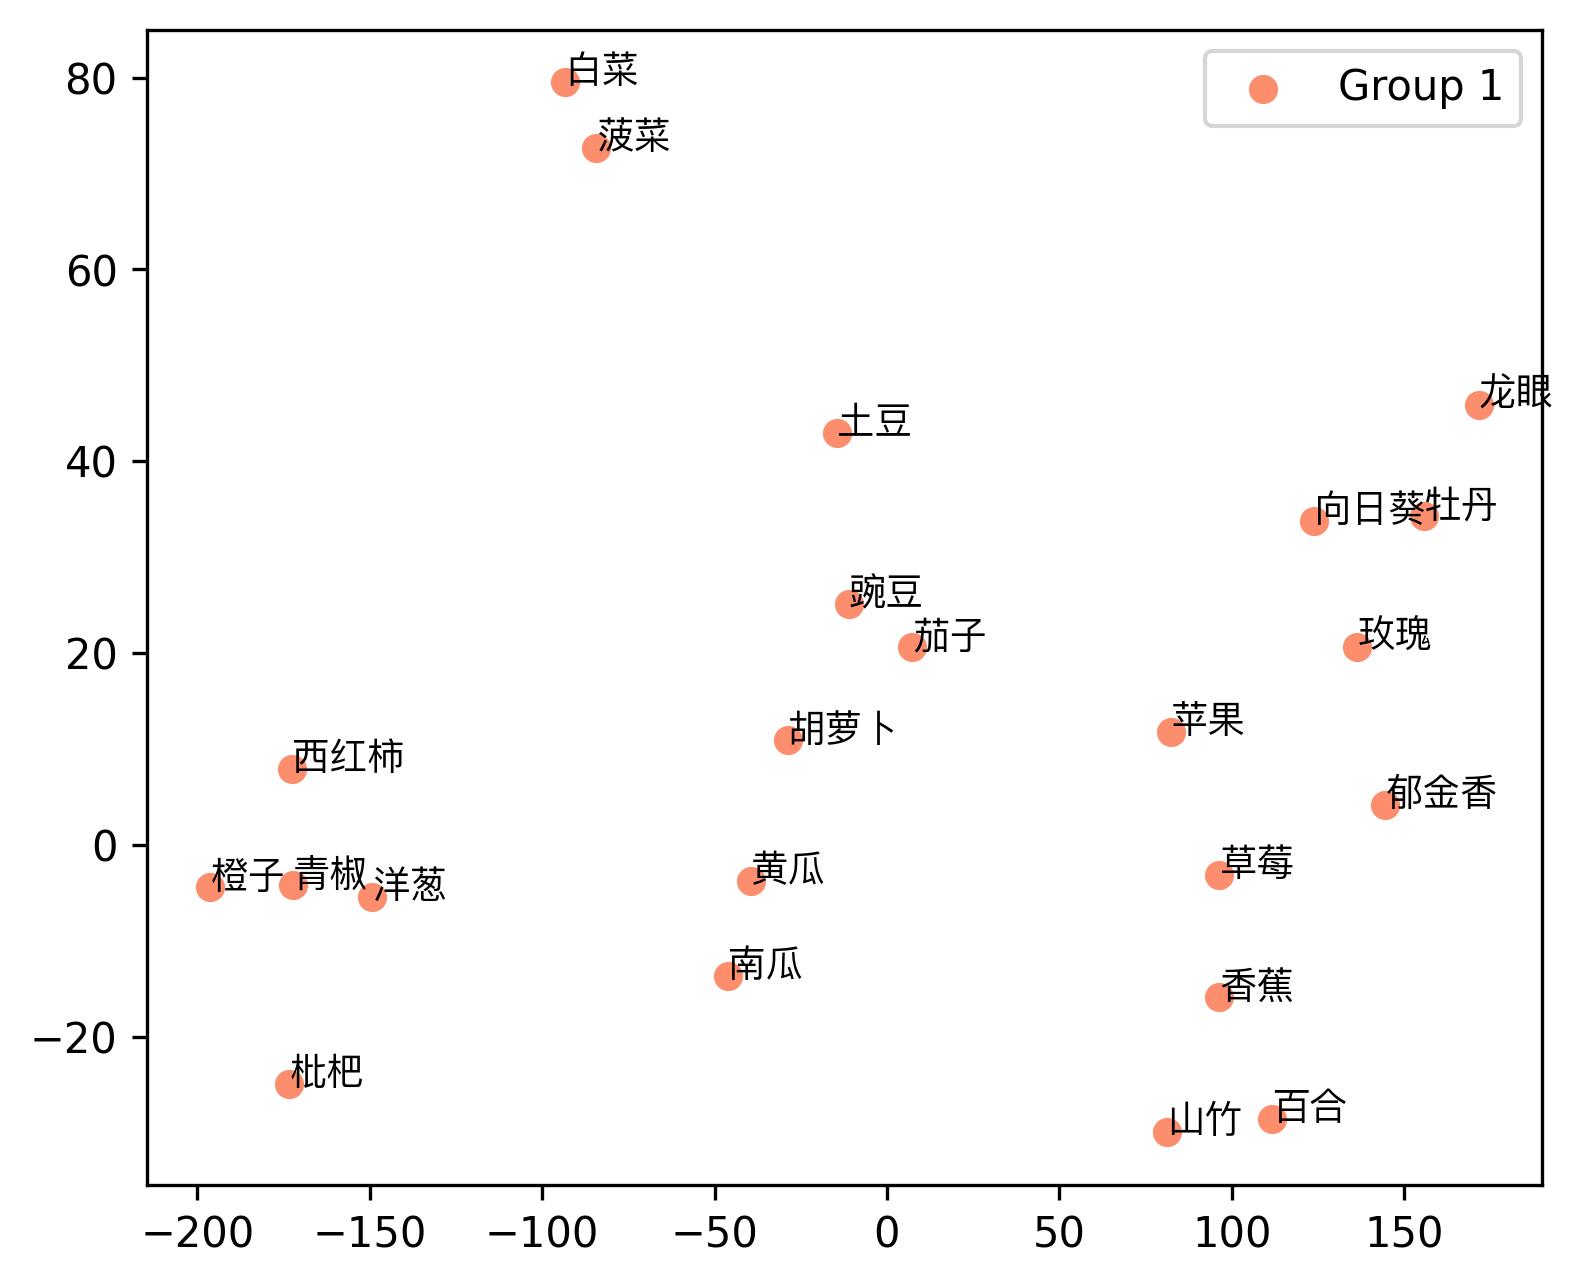 80
60
40
20
0
−20
−200
−150
−100
−50
0
50
100
150
Group 1
白菜
菠菜
龙眼
土豆
向日葵
牡丹
豌豆
茄子
玫瑰
苹果
胡萝卜
西红柿
郁金香
草莓
橙子
青椒
洋葱
黄瓜
南瓜
香蕉
枇杷
山竹
百合